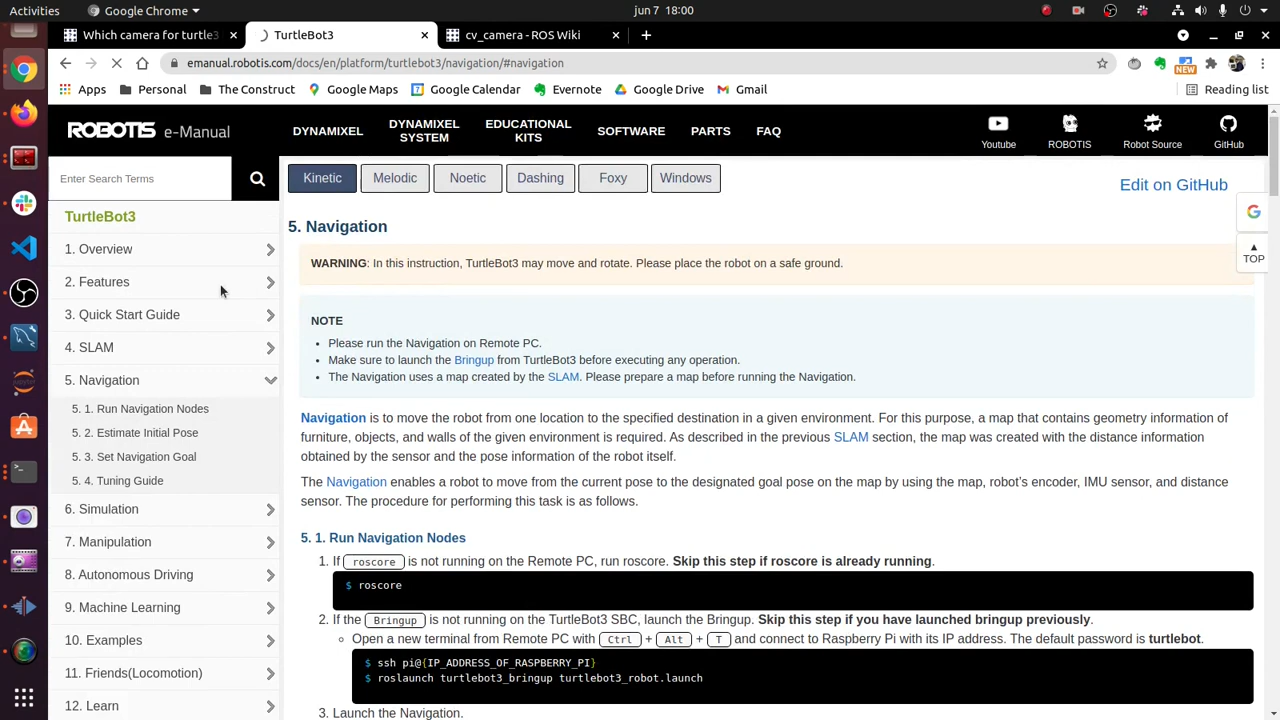 Activities
Google Chrome
jun 7 18:00
Which camera for turtle3
TurtleBot3
cv_camera - ROS Wiki
emanual.robotis.com/docs/en/platform/turtlebot3/navigation/#navigation
NEW
Apps
Personal
The Construct
Google Maps
Google Calendar
Evernote
Google Drive
Gmail
Reading list
ROBOTIS e-Manual
DYNAMIXEL
DYNAMIXEL
SYSTEM
EDUCATIONAL
KITS
SOFTWARE
PARTS
FAQ
Youtube
ROBOTIS
Robot Source
GitHub
Enter Search Terms
TurtleBot3
1. Overview
2. Features
3. Quick Start Guide
4. SLAM
5. Navigation
5. 1. Run Navigation Nodes
5. 2. Estimate Initial Pose
5. 3. Set Navigation Goal
5. 4. Tuning Guide
6. Simulation
7. Manipulation
8. Autonomous Driving
9. Machine Learning
10. Examples
11. Friends(Locomotion)
12. Learn
Kinetic
Melodic
Noetic
Dashing
Foxy
Windows
Edit on GitHub
TOP
5. Navigation
WARNING: In this instruction, TurtleBot3 may move and rotate. Please place the robot on a safe ground.
NOTE
• Please run the Navigation on Remote PC.
• Make sure to launch the Bringup from TurtleBot3 before executing any operation.
• The Navigation uses a map created by the SLAM. Please prepare a map before running the Navigation.
Navigation is to move the robot from one location to the specified destination in a given environment. For this purpose, a map that contains geometry information of
furniture, objects, and walls of the given environment is required. As described in the previous SLAM section, the map was created with the distance information
obtained by the sensor and the pose information of the robot itself.
The Navigation enables a robot to move from the current pose to the designated goal pose on the map by using the map, robot's encoder, IMU sensor, and distance
sensor. The procedure for performing this task is as follows.
5. 1. Run Navigation Nodes
1. If roscore is not running on the Remote PC, run roscore. Skip this step if roscore is already running.
$ roscore
2. If the Bringup is not running on the TurtleBot3 SBC, launch the Bringup. Skip this step if you have launched bringup previously.
Open a new terminal from Remote PC with Ctrl + Alt + T and connect to Raspberry Pi with its IP address. The default password is turtlebot.
$ ssh pi@{IP_ADDRESS_OF_RASPBERRY_PI}
$ roslaunch turtlebot3_bringup turtlebot3_robot.launch
3. Launch the Navigation.